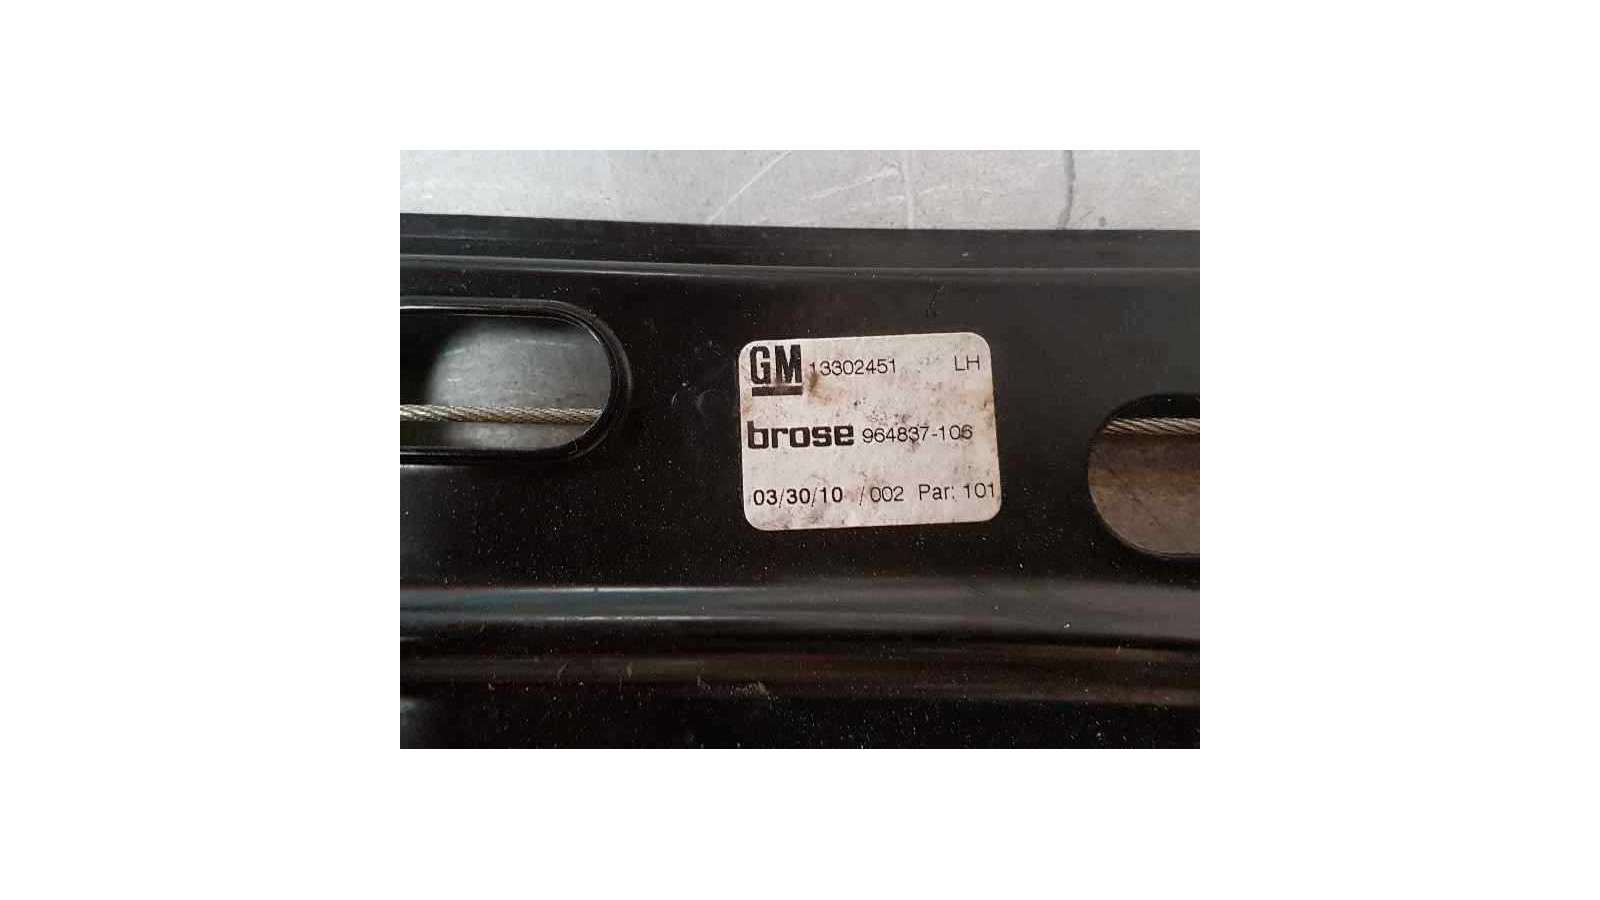 GM 13302451 LH
brose 964837-106
03/30/10 /002 Par: 101